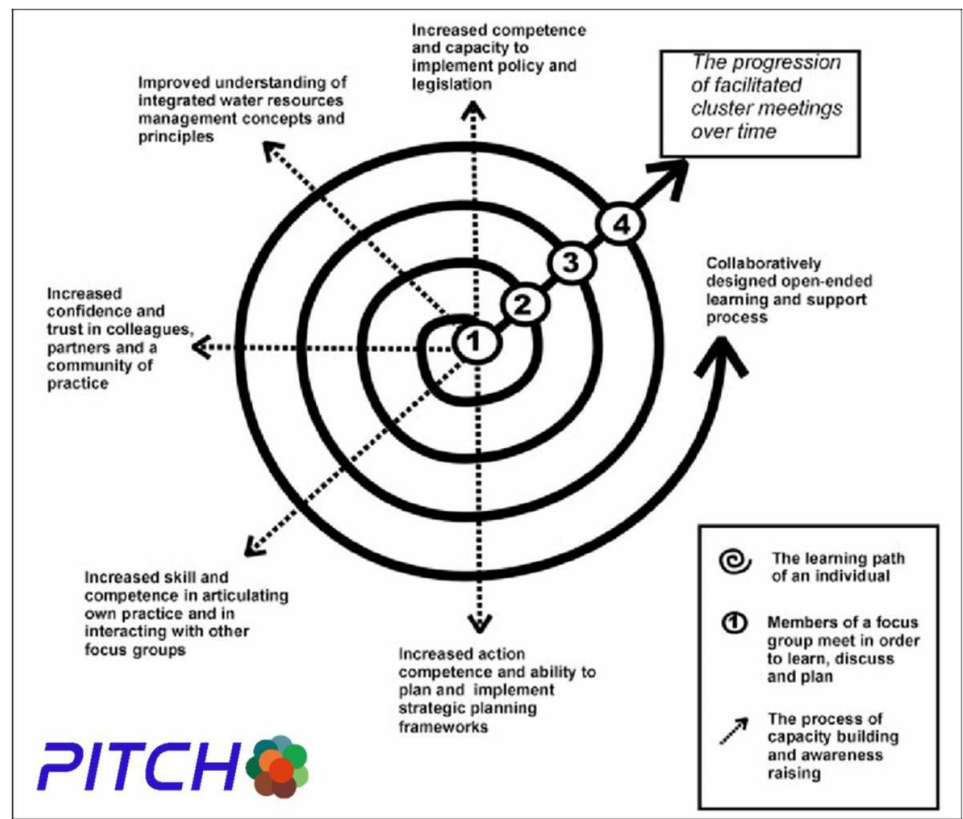 Increased competence
and capacity to
implement policy and
legislation
The progression
of facilitated
cluster meetings
over time
Improved understanding of
integrated water resources
management concepts and
principles
4
3
2
1
Collaboratively
designed open-ended
learning and support
process
Increased
confidence and
trust in colleagues,
partners and a
community of
practice
Increased skill and
competence in articulating
own practice and in
interacting with other
focus groups
Increased action
competence and ability to
plan and implement
strategic planning
frameworks
The learning path
of an individual
1
Members of a focus
group meet in order
to learn, discuss
and plan
The process of
capacity building
and awareness
raising
PITCH